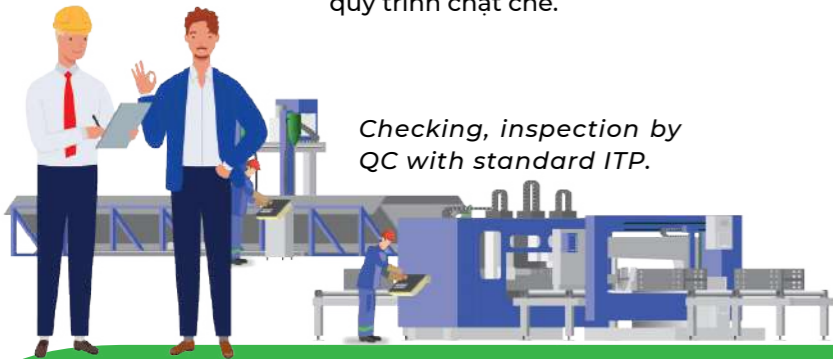 quy trình chặt chẽ.
Checking, inspection by
QC with standard ITP.